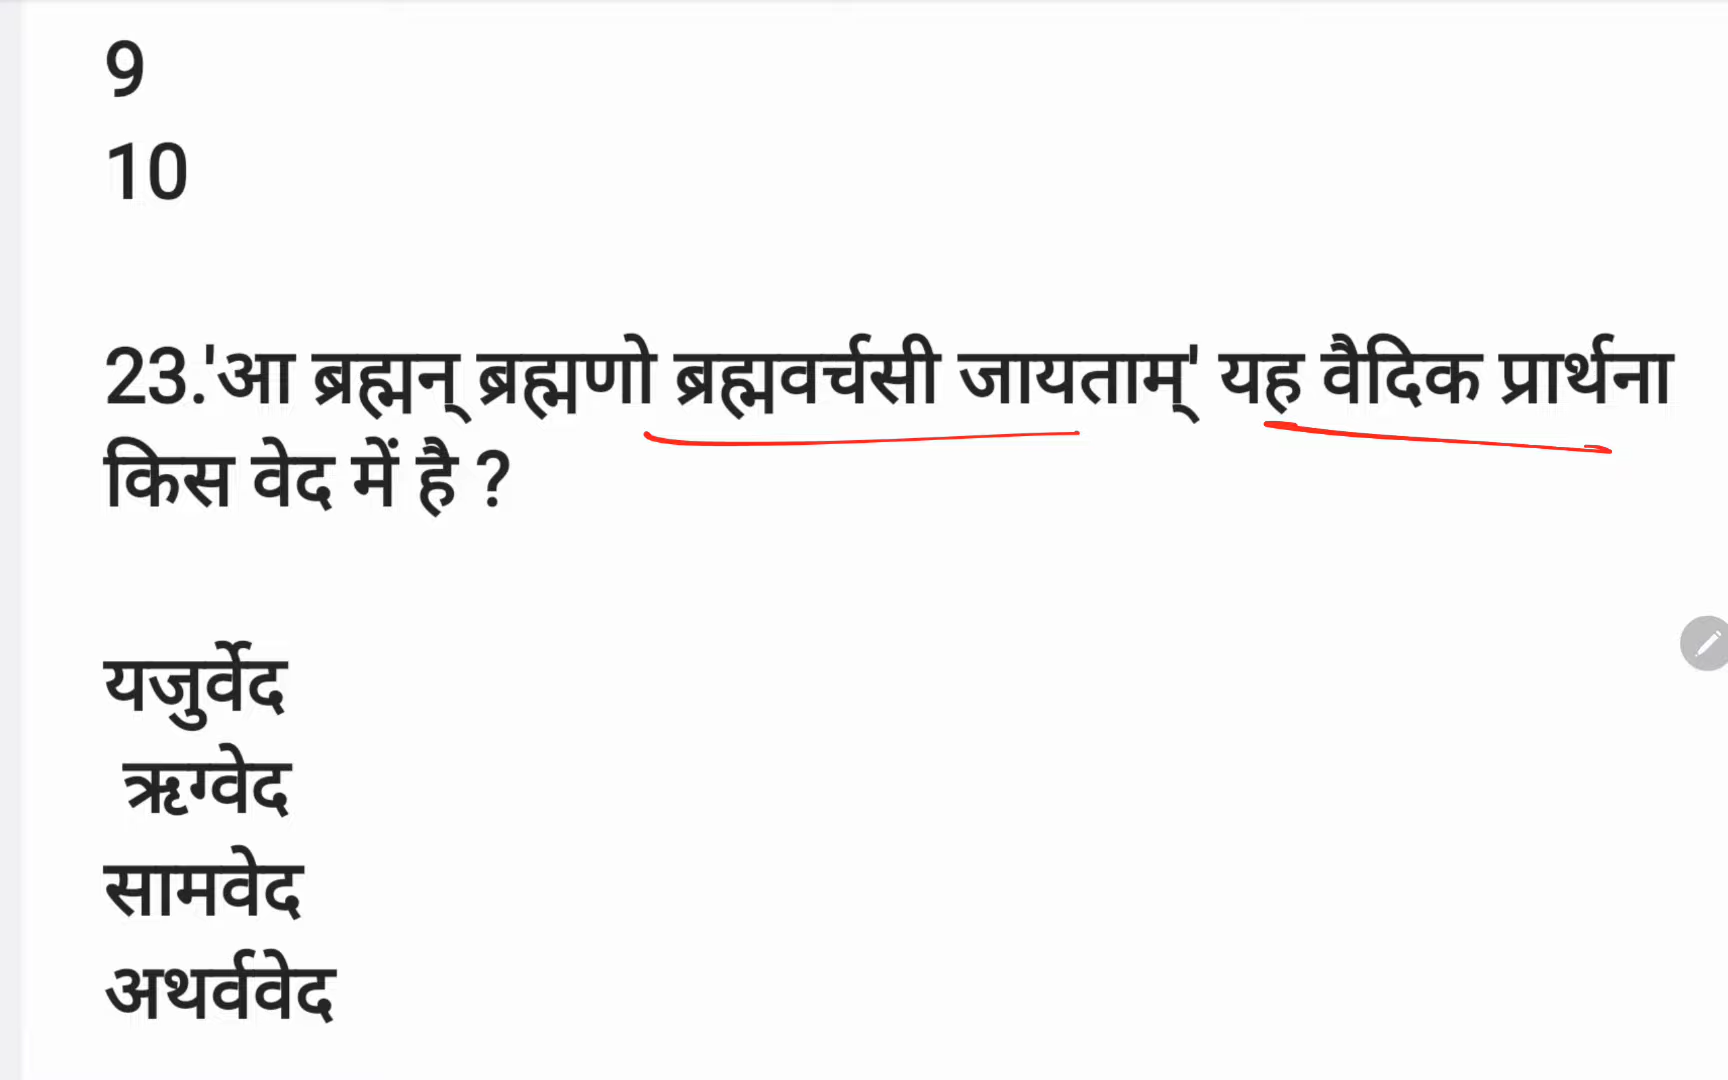 9
10
23.'आ ब्रह्मन् ब्रह्मणो ब्रह्मवर्चसी जायताम्' यह वैदिक प्रार्थना
किस वेद में है ?
यजुर्वेद
ऋग्वेद
सामवेद
अथर्ववेद